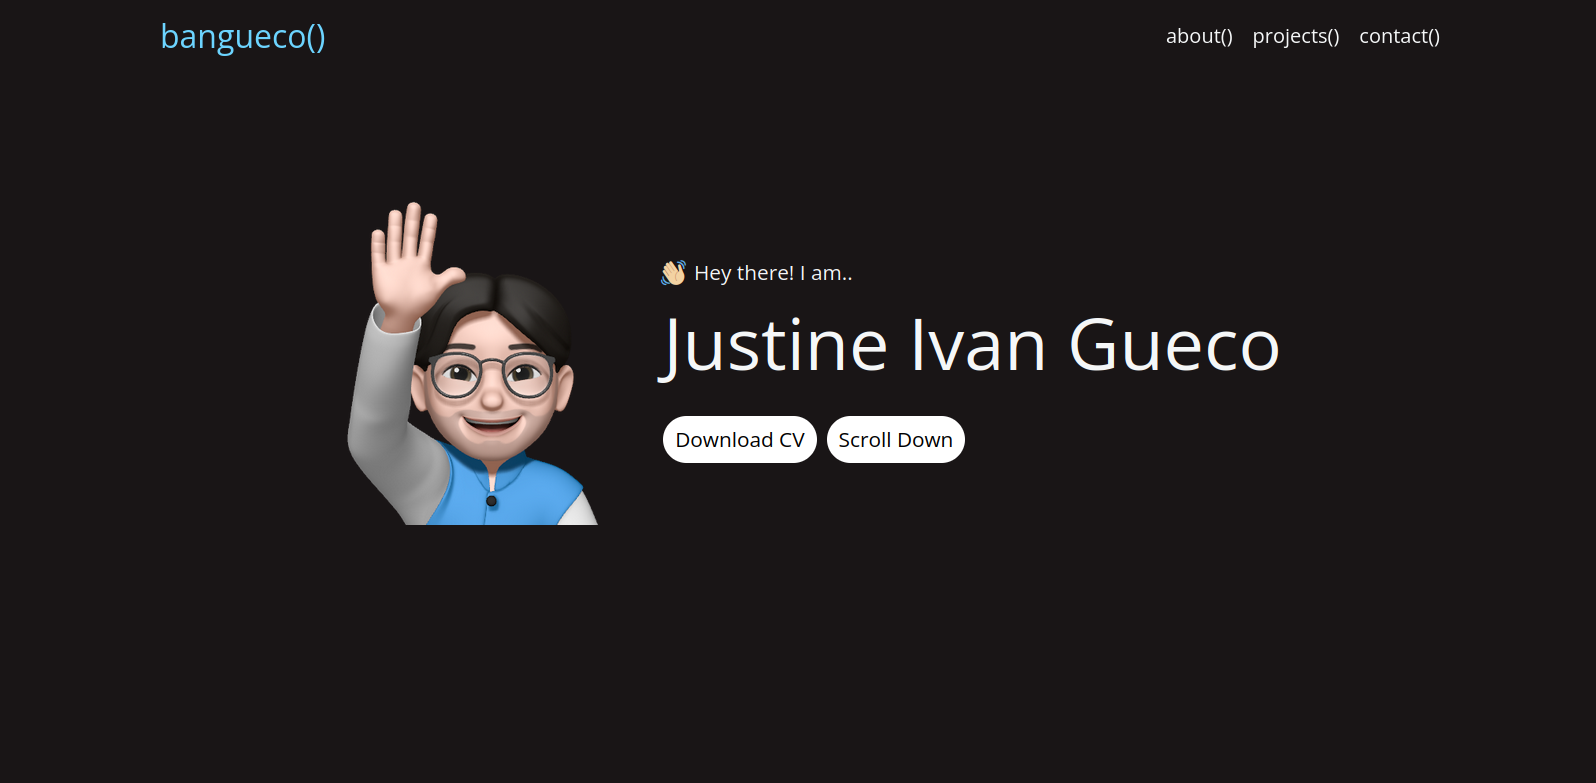 bangueco()
about() projects() contact()
👋🏼 Hey there! I am..
Justine Ivan Gueco
Download CV Scroll Down